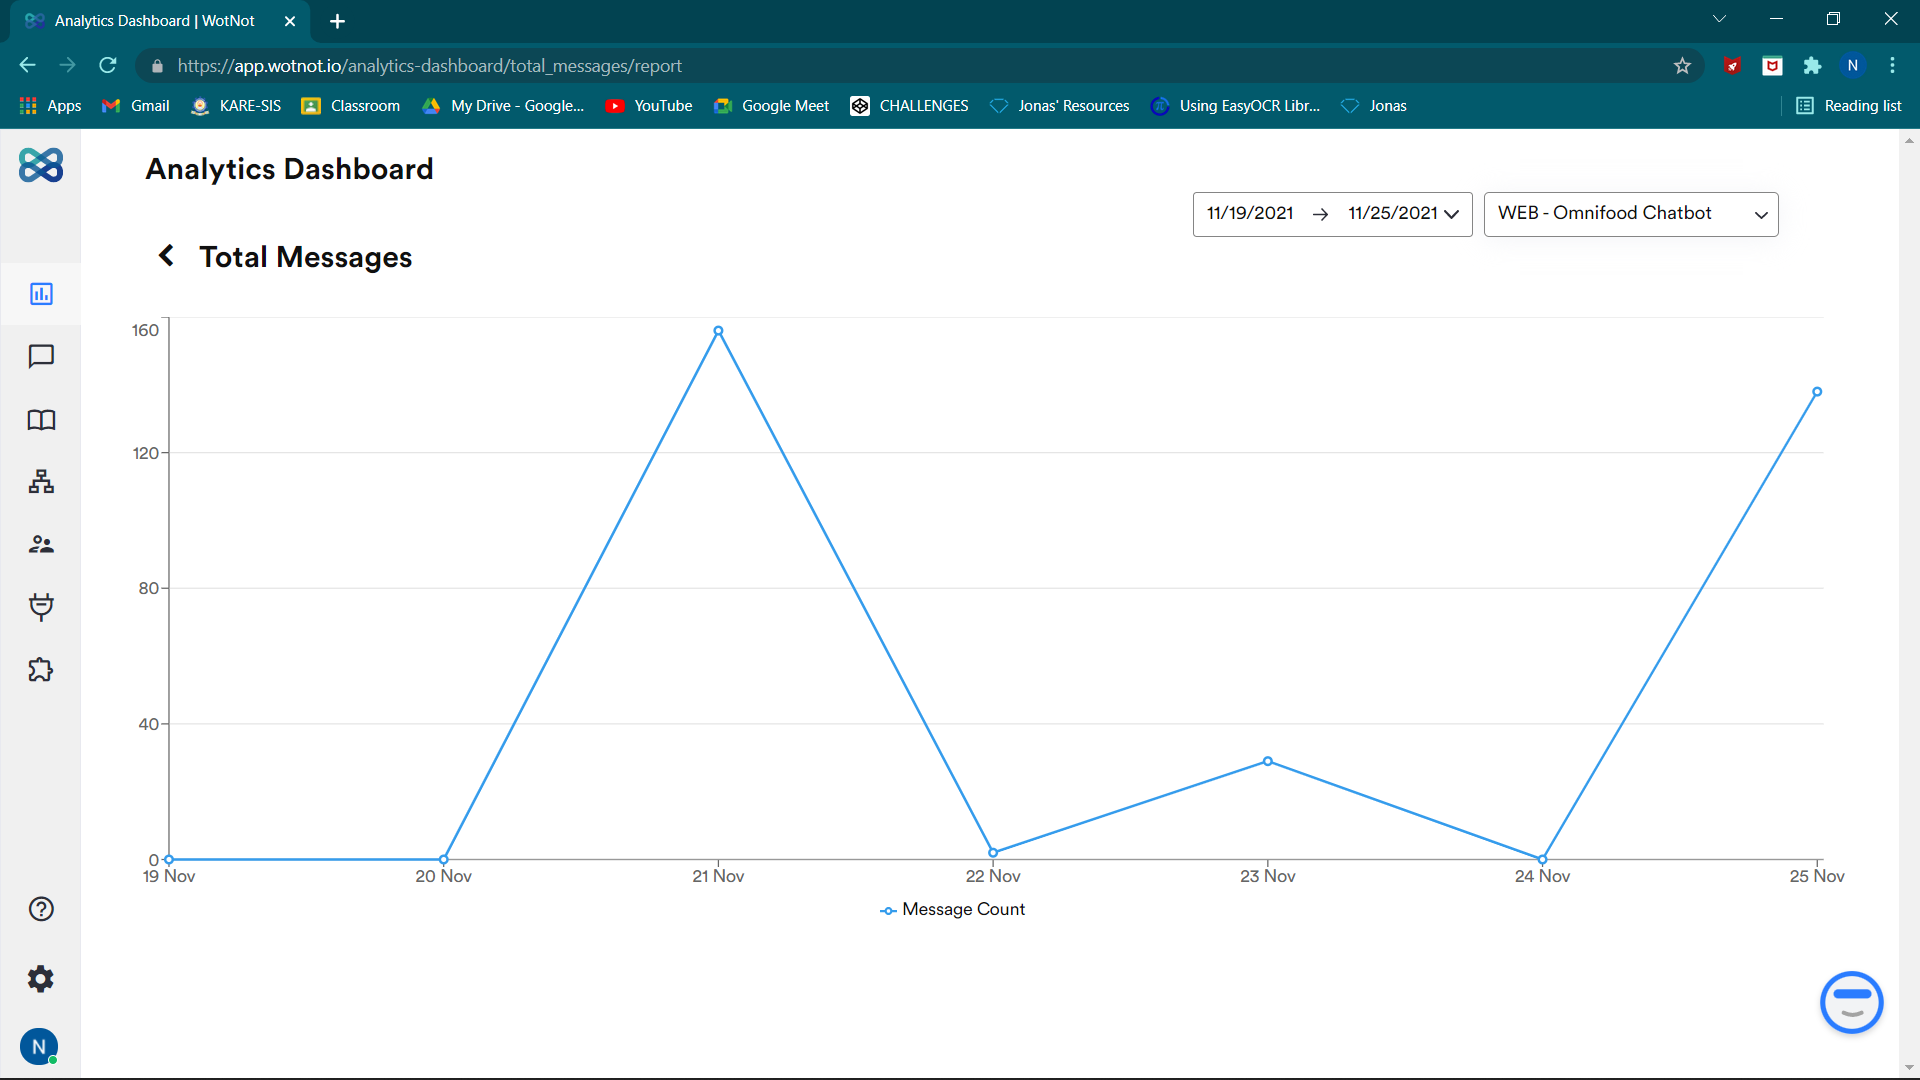 Analytics Dashboard | WotNot
https://app.wotnot.io/analytics-dashboard/total_messages/report
N
Apps Gmail KARE-SIS Classroom My Drive - Google... YouTube Google Meet CHALLENGES Jonas' Resources Using EasyOCR Libr... Jonas Reading list
Analytics Dashboard
11/19/2021 → 11/25/2021 WEB - Omnifood Chatbot
Total Messages
160
120
80
40
0
19 Nov 20 Nov 21 Nov 22 Nov 23 Nov 24 Nov 25 Nov
Message Count
N